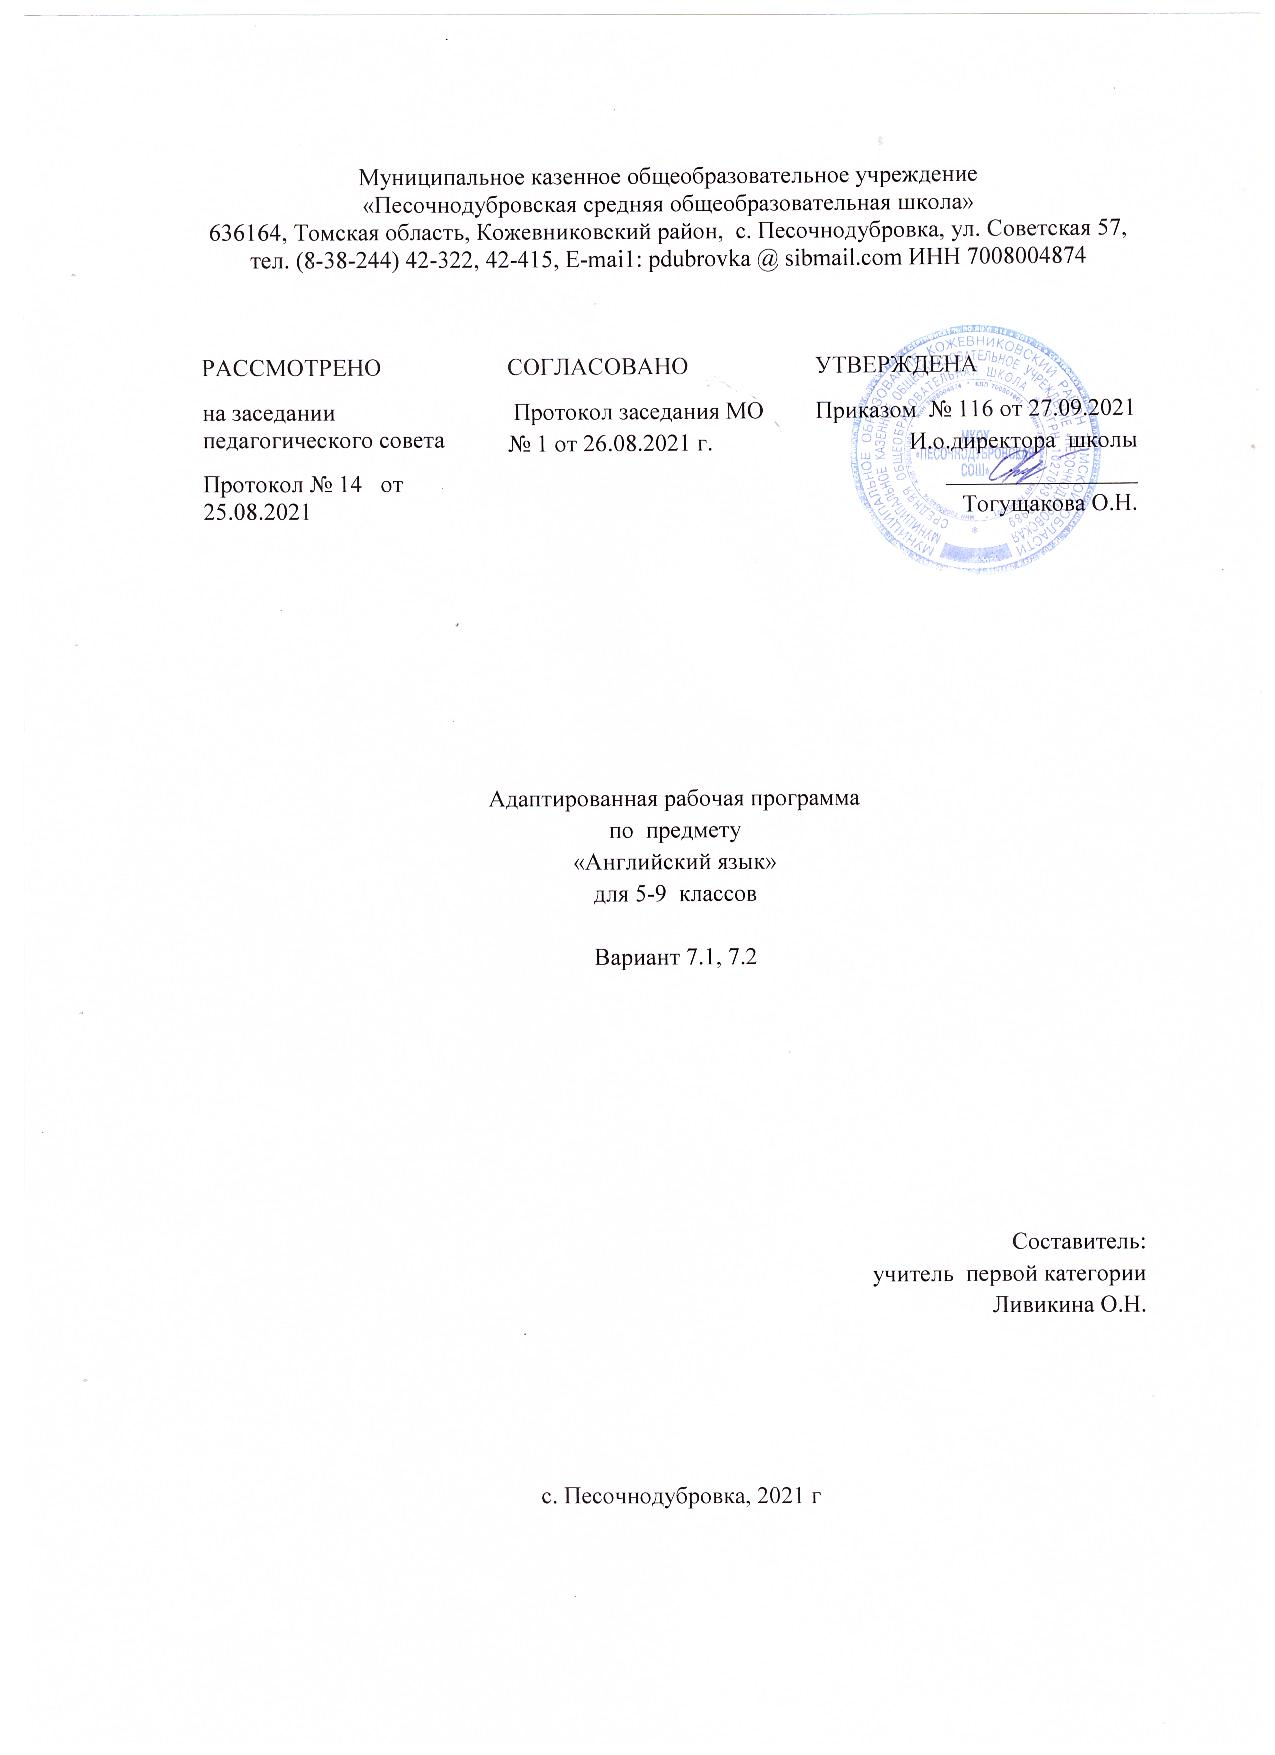 Муниципальное казенное общеобразовательное учреждение
«Песочнодубровская средняя общеобразовательная школа»
636164, Томская область, Кожевниковский район,  с. Песочнодубровка, ул. Советская 57,
тел. (8-38-244) 42-322, 42-415, E-mail: pdubrovka @ sibmail.com ИНН 7008004874
РАССМОТРЕНО
на заседании
педагогического совета
Протокол № 14   от
25.08.2021
СОГЛАСОВАНО
Протокол заседания МО
№ 1 от 26.08.2021 г.
УТВЕРЖДЕНА
Приказом  № 116 от 27.09.2021
И.о.директора  школы
Тогущакова О.Н.
МКОУ
«ПЕСОЧНОДУБРОВСКАЯ
СОШ»
Адаптированная рабочая программа
по  предмету
«Английский язык»
для 5-9  классов
Вариант 7.1, 7.2
Составитель:
учитель  первой категории
Ливикина О.Н.
с. Песочнодубровка, 2021 г